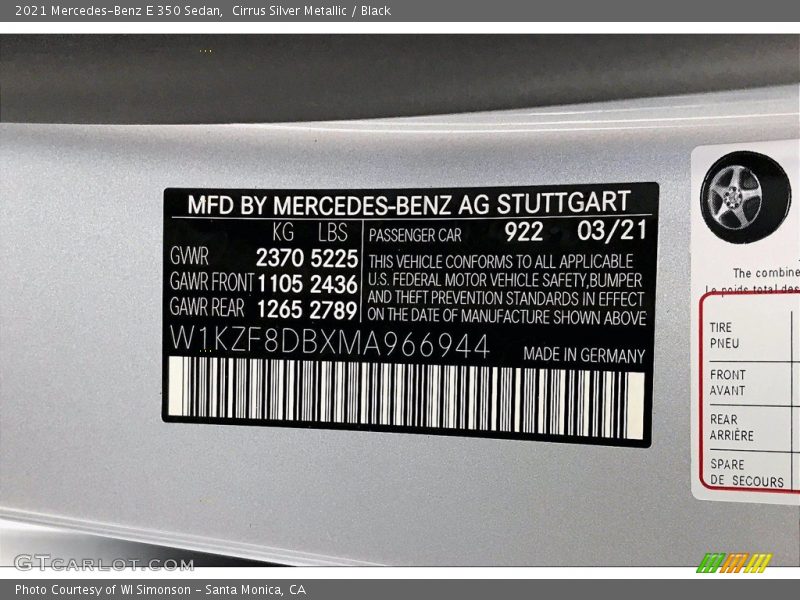 2021 Mercedes-Benz E 350 Sedan, Cirrus Silver Metallic / Black
MFD BY MERCEDES-BENZ AG STUTTGART
KG LBS
GVWR 2370 5225
GAWR FRONT 1105 2436
GAWR REAR 1265 2789
PASSENGER CAR 922 03/21
THIS VEHICLE CONFORMS TO ALL APPLICABLE
U.S. FEDERAL MOTOR VEHICLE SAFETY,BUMPER
AND THEFT PREVENTION STANDARDS IN EFFECT
ON THE DATE OF MANUFACTURE SHOWN ABOVE
W1KZF8DBXMA966944 MADE IN GERMANY
The combine
Le poids total des
TIRE
PNEU
FRONT
AVANT
REAR
ARRIÈRE
SPARE
DE SECOURS
GTCARLOT.COM
Photo Courtesy of WI Simonson - Santa Monica, CA